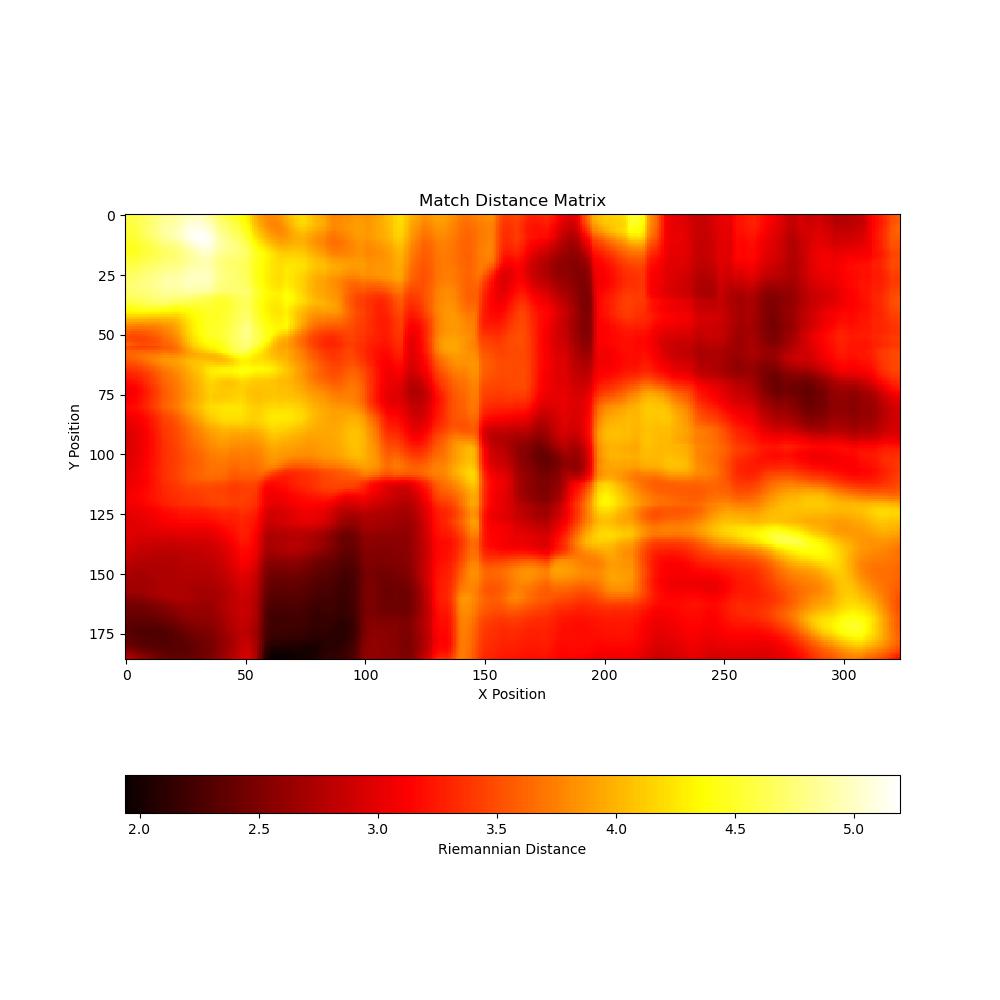 Match Distance Matrix
0
25
50
75
100
125
150
175
Y Position
0 50 100 150 200 250 300
X Position
2.0 2.5 3.0 3.5 4.0 4.5 5.0
Riemannian Distance